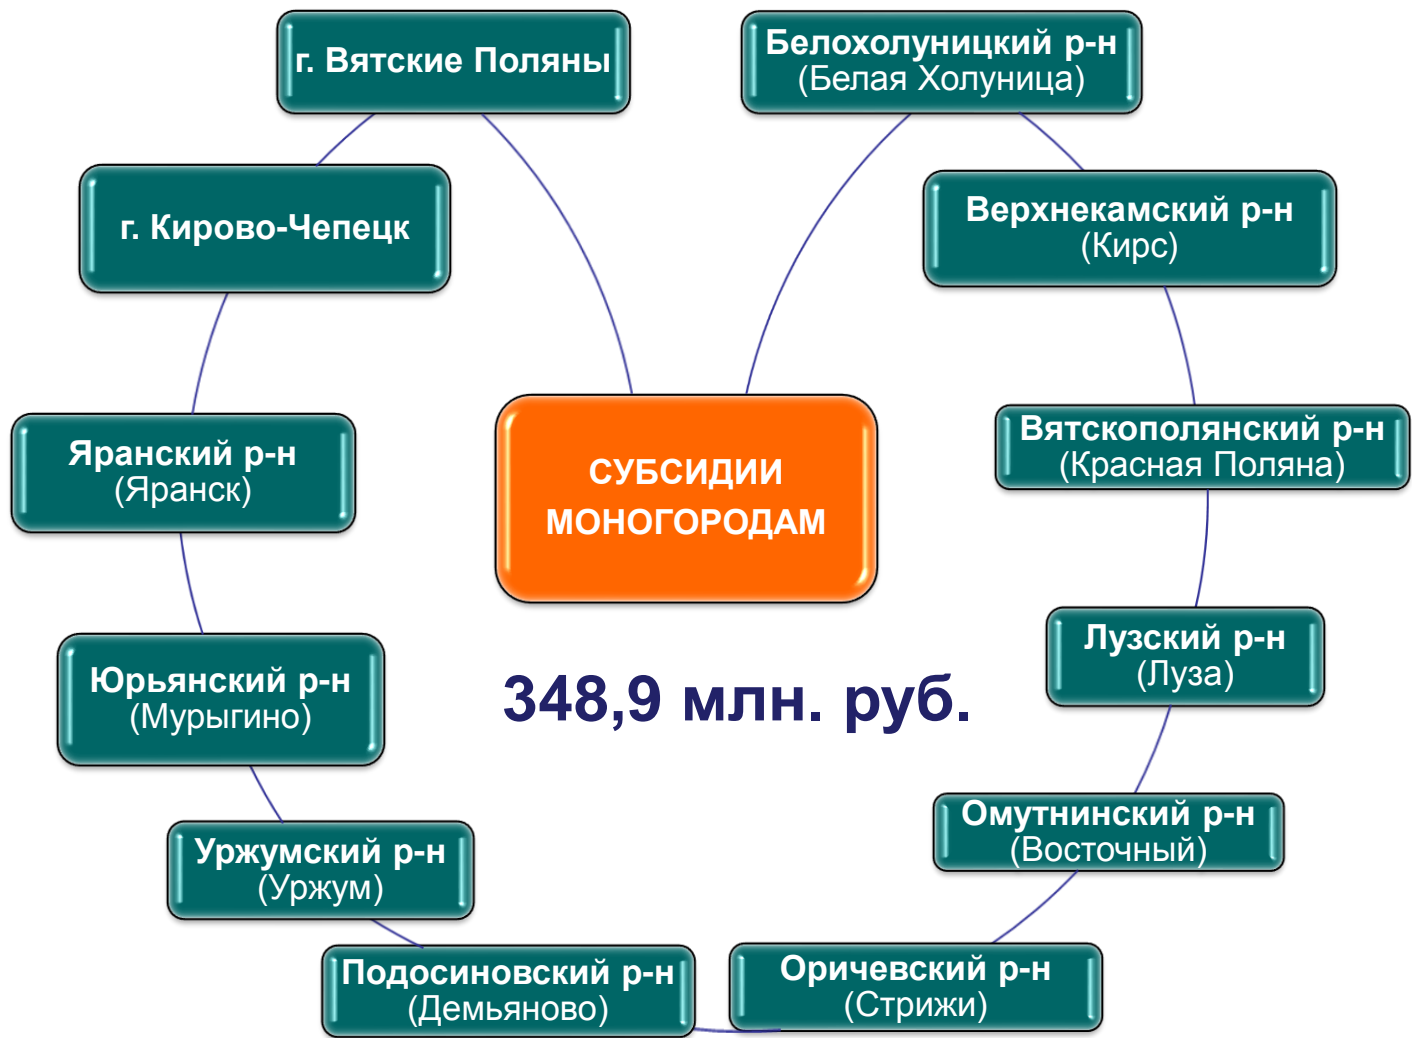 г. Вятские Поляны
Белохолуницкий р-н
(Белая Холуница)
г. Кирово-Чепецк
Верхнекамский р-н
(Кирс)
Яранский р-н
(Яранск)
СУБСИДИИ
МОНОГОРОДАМ
Вятскополянский р-н
(Красная Поляна)
Юрьянский р-н
(Мурыгино)
348,9 млн. руб.
Лузский р-н
(Луза)
Уржумский р-н
(Уржум)
Омутнинский р-н
(Восточный)
Подосиновский р-н
(Демьяново)
Оричевский р-н
(Стрижи)